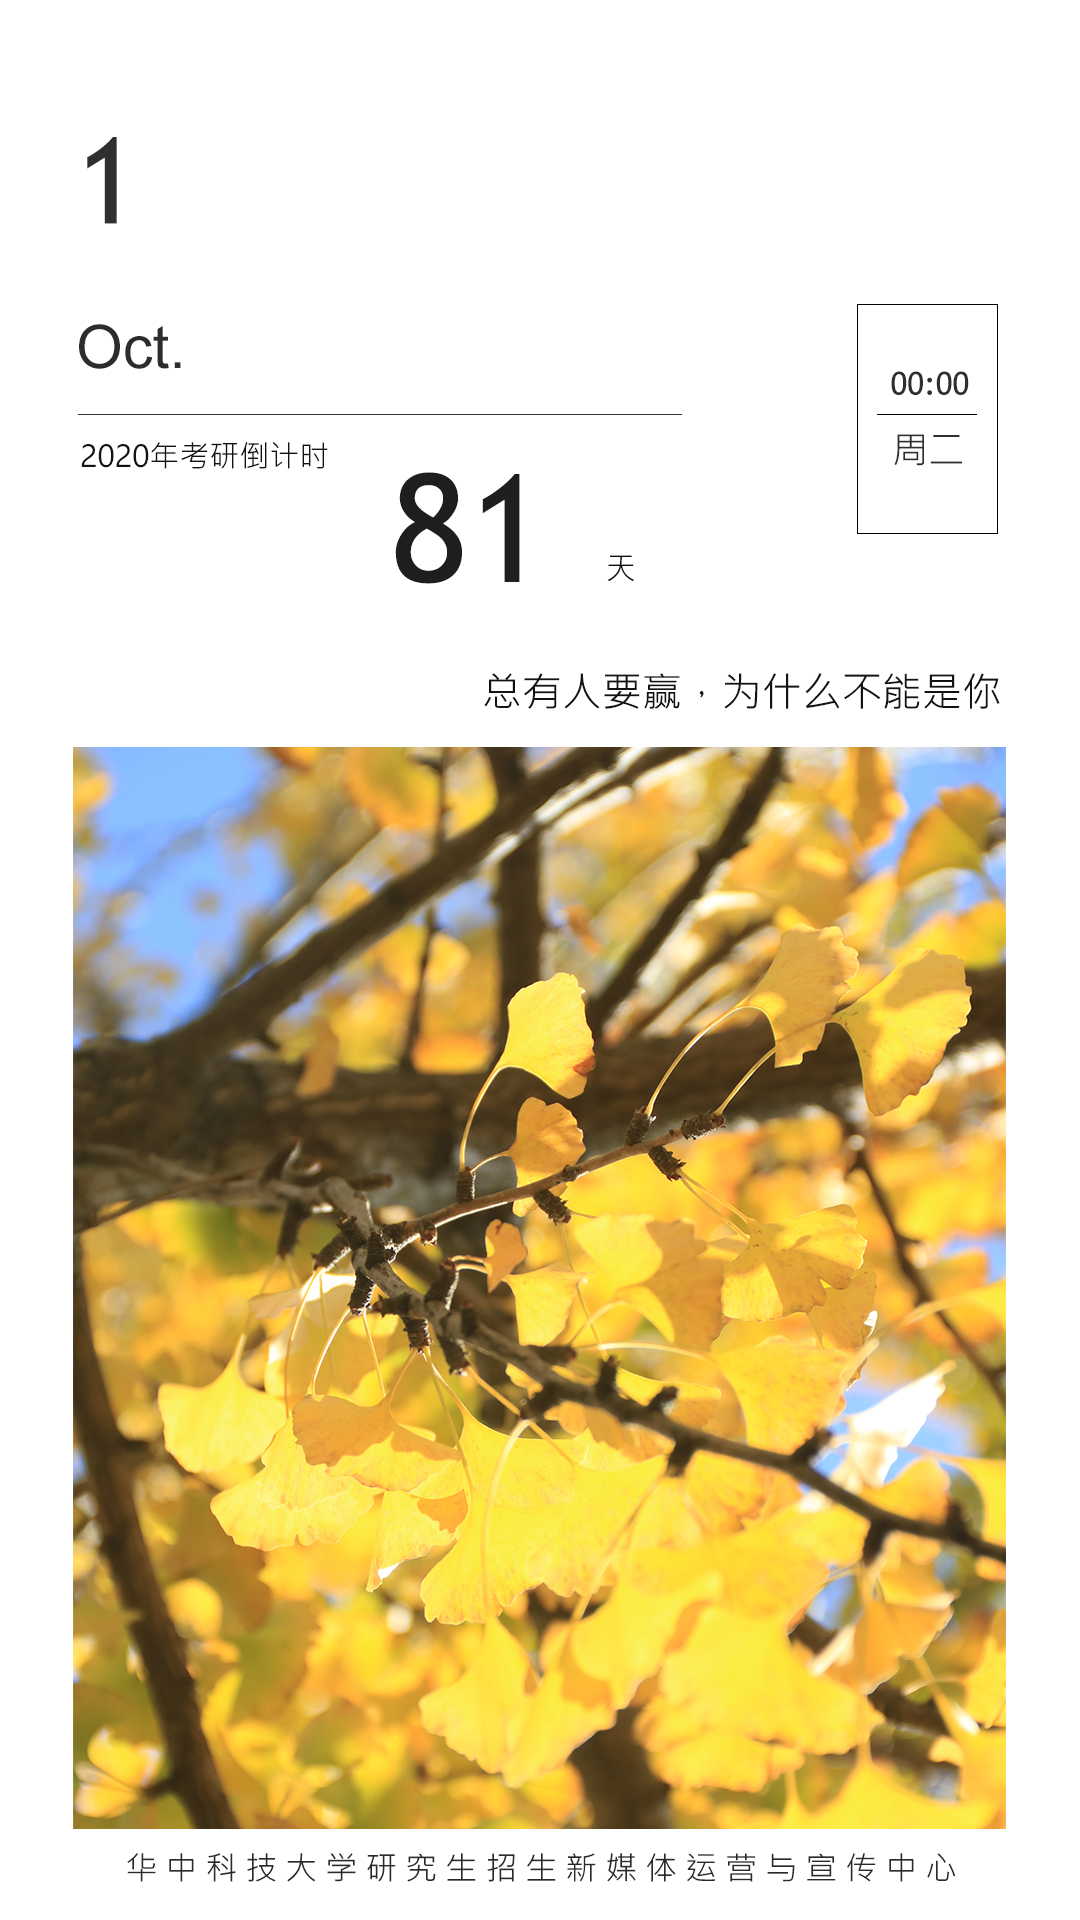 1
Oct.
00:00
周二
2020年考研倒计时
81
天
总有人要赢，为什么不能是你
华中科技大学研究生招生新媒体运营与宣传中心